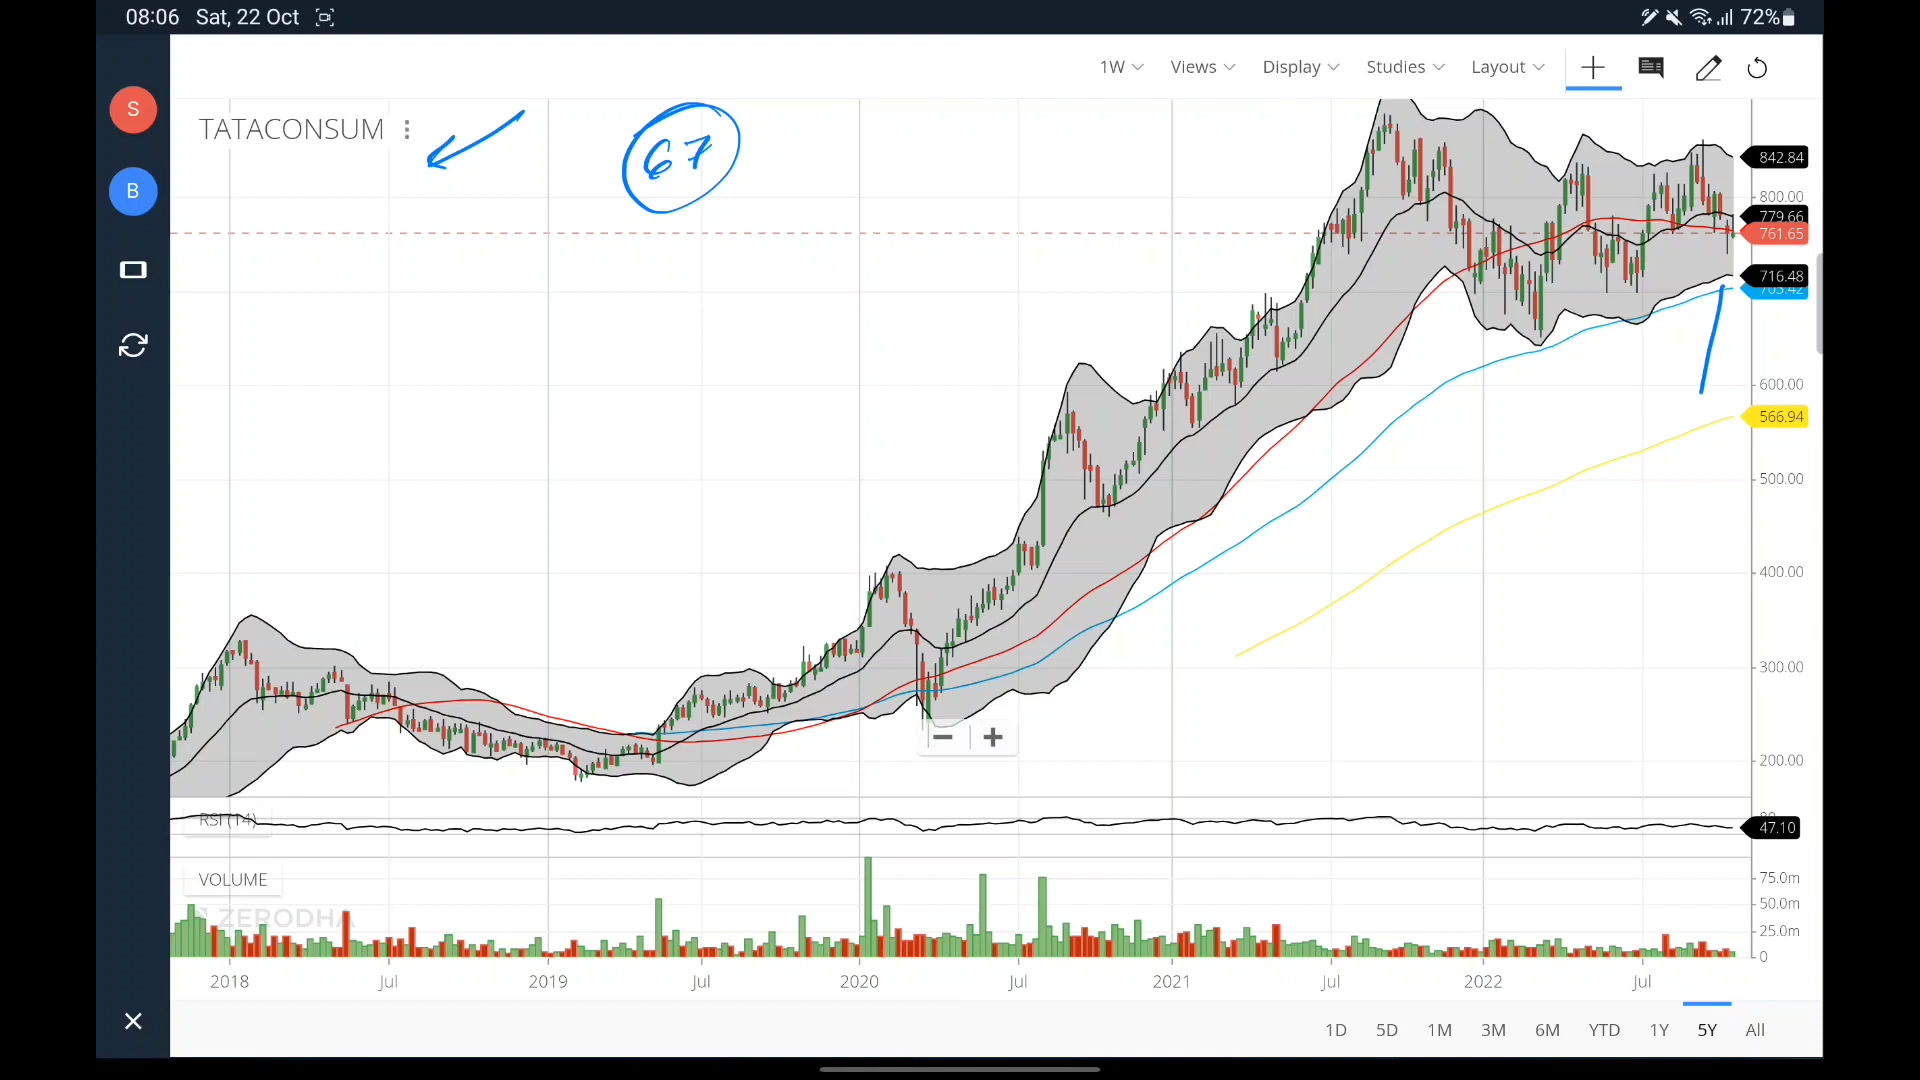 08:06 Sat, 22 Oct 72%
1W Views Display Studies Layout
S
B
TATACONSUM
67
842.84
800.00
779.66
761.65
716.48
703.42
600.00
566.94
500.00
400.00
300.00
200.00
RSI (14)
80
47.10
VOLUME
ZERODHA
75.0m
50.0m
25.0m
0
2018 Jul 2019 Jul 2020 Jul 2021 Jul 2022 Jul
1D 5D 1M 3M 6M YTD 1Y 5Y All